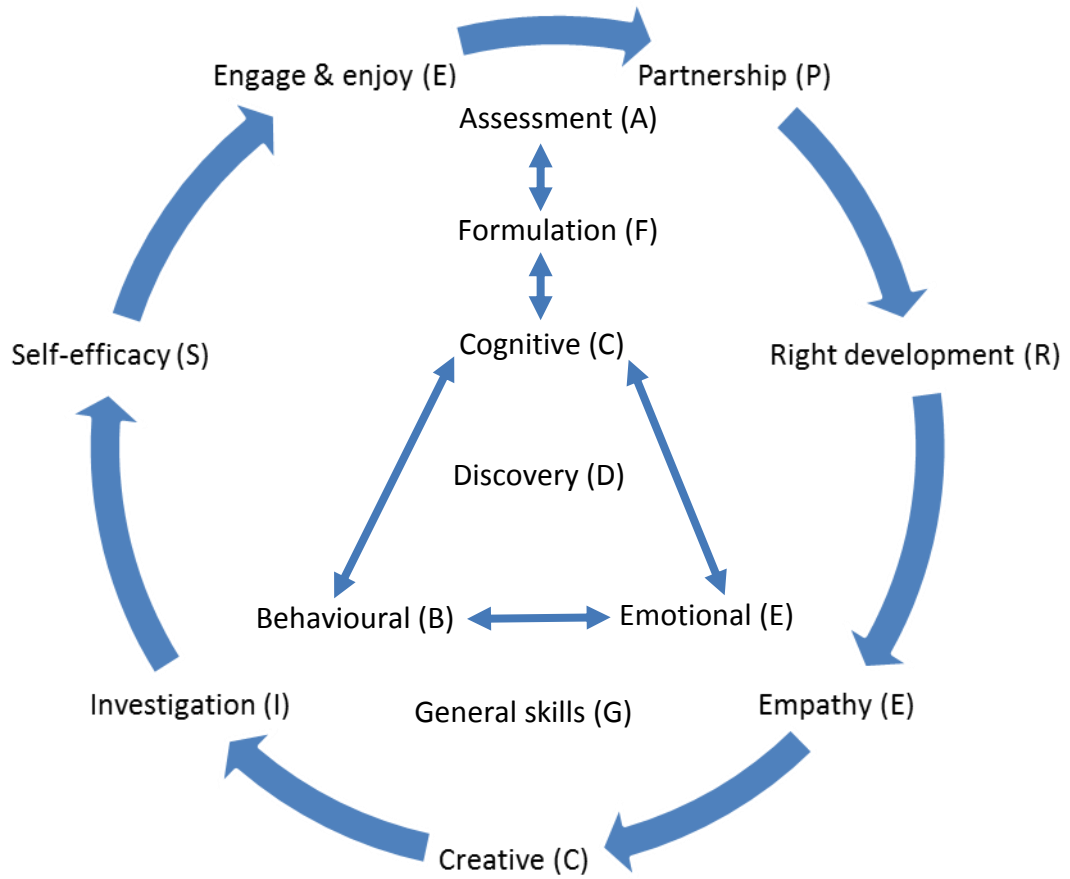 Engage & enjoy (E)
Partnership (P)
Assessment (A)
Formulation (F)
Cognitive (C)
Self-efficacy (S)
Right development (R)
Discovery (D)
Behavioural (B)
Emotional (E)
Investigation (I)
General skills (G)
Empathy (E)
Creative (C)